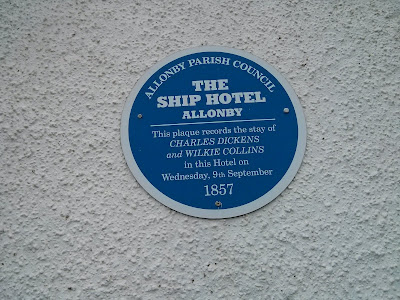 ALLONBY PARISH COUNCIL
THE
SHIP HOTEL
ALLONBY
This plaque records the stay of
CHARLES DICKENS
and WILKIE COLLINS
in this Hotel on
Wednesday, 9th September
1857